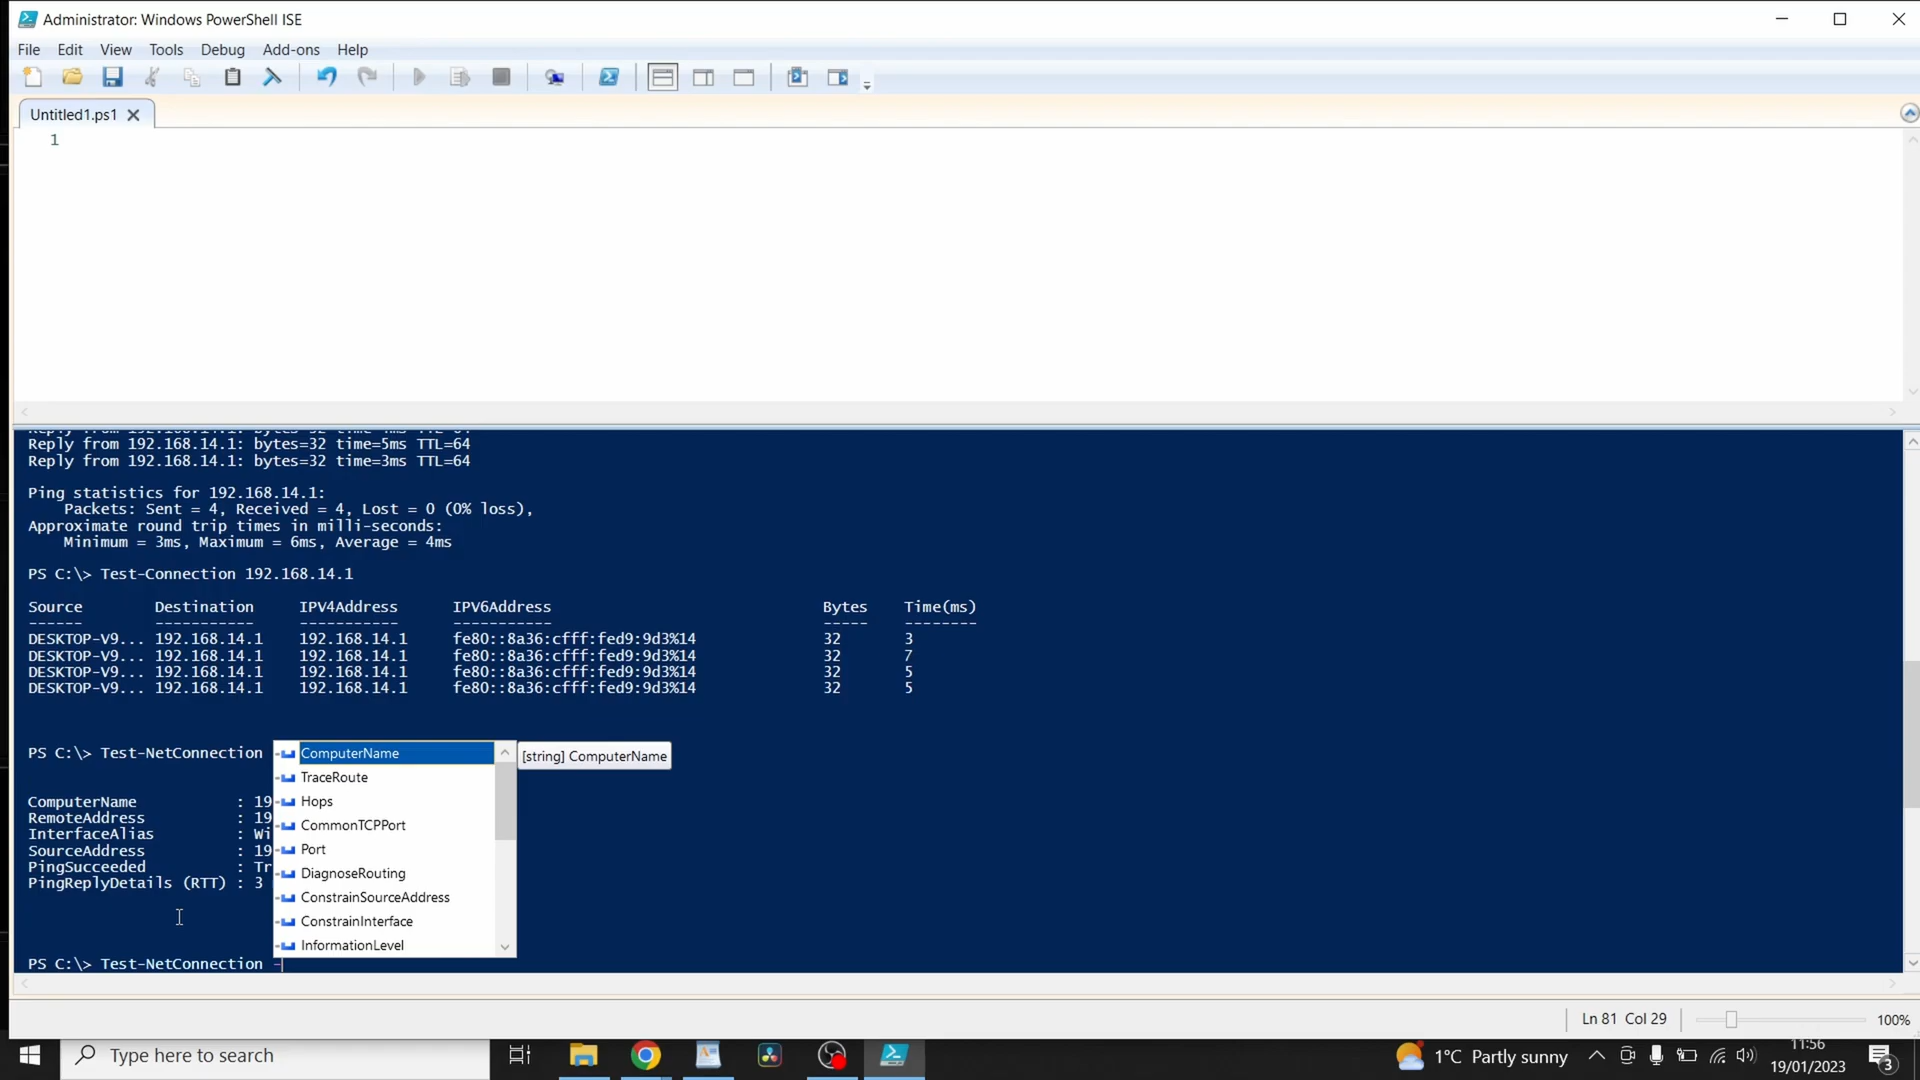 Administrator: Windows PowerShell ISE
File Edit View Tools Debug Add-ons Help
Untitled1.ps1
1
Reply from 192.168.14.1: bytes=32 time=5ms TTL=64
Reply from 192.168.14.1: bytes=32 time=3ms TTL=64
Ping statistics for 192.168.14.1:
Packets: Sent = 4, Received = 4, Lost = 0 (0% loss),
Approximate round trip times in milli-seconds:
Minimum = 3ms, Maximum = 6ms, Average = 4ms
PS C:\> Test-Connection 192.168.14.1
Source Destination IPV4Address IPV6Address Bytes Time(ms)
------ ----------- ----------- ----------- ----- --------
DESKTOP-V9... 192.168.14.1 192.168.14.1 fe80::8a36:cfff:fed9:9d3%14 32 3
DESKTOP-V9... 192.168.14.1 192.168.14.1 fe80::8a36:cfff:fed9:9d3%14 32 7
DESKTOP-V9... 192.168.14.1 192.168.14.1 fe80::8a36:cfff:fed9:9d3%14 32 5
DESKTOP-V9... 192.168.14.1 192.168.14.1 fe80::8a36:cfff:fed9:9d3%14 32 5
PS C:\> Test-NetConnection
ComputerName [string] ComputerName
TraceRoute
Hops
CommonTCPPort
Port
DiagnoseRouting
ConstrainSourceAddress
ConstrainInterface
InformationLevel
ComputerName : 19
RemoteAddress : 19
InterfaceAlias : Wi
SourceAddress : 19
PingSucceeded : Tr
PingReplyDetails (RTT) : 3
PS C:\> Test-NetConnection -
Ln 81 Col 29 100%
Type here to search
1°C Partly sunny
11:56
19/01/2023
3